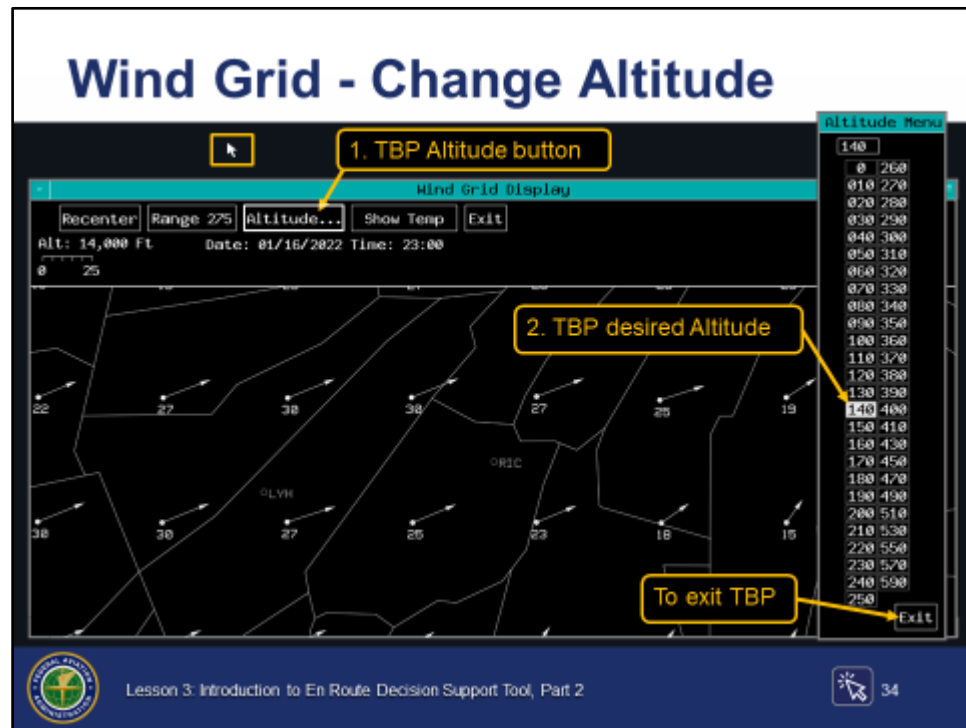 Wind Grid - Change Altitude
1. TBP Altitude button
Wind Grid Display
Recenter Range 275 Altitude... Show Temp Exit
Alt: 14,000 Ft Date: 01/16/2022 Time: 23:00
0 25
2. TBP desired Altitude
22 27 30 30 27 25 19
RIC
LYH
30 30 27 25 23 18 15
Altitude Menu
140
0 260
010 270
020 280
030 290
040 300
050 310
060 320
070 330
080 340
090 350
100 360
110 370
120 380
130 390
140 400
150 410
160 430
170 450
180 470
190 490
200 510
210 530
220 550
230 570
240 590
250
Exit
To exit TBP
FEDERAL AVIATION
ADMINISTRATION
Lesson 3: Introduction to En Route Decision Support Tool, Part 2
34